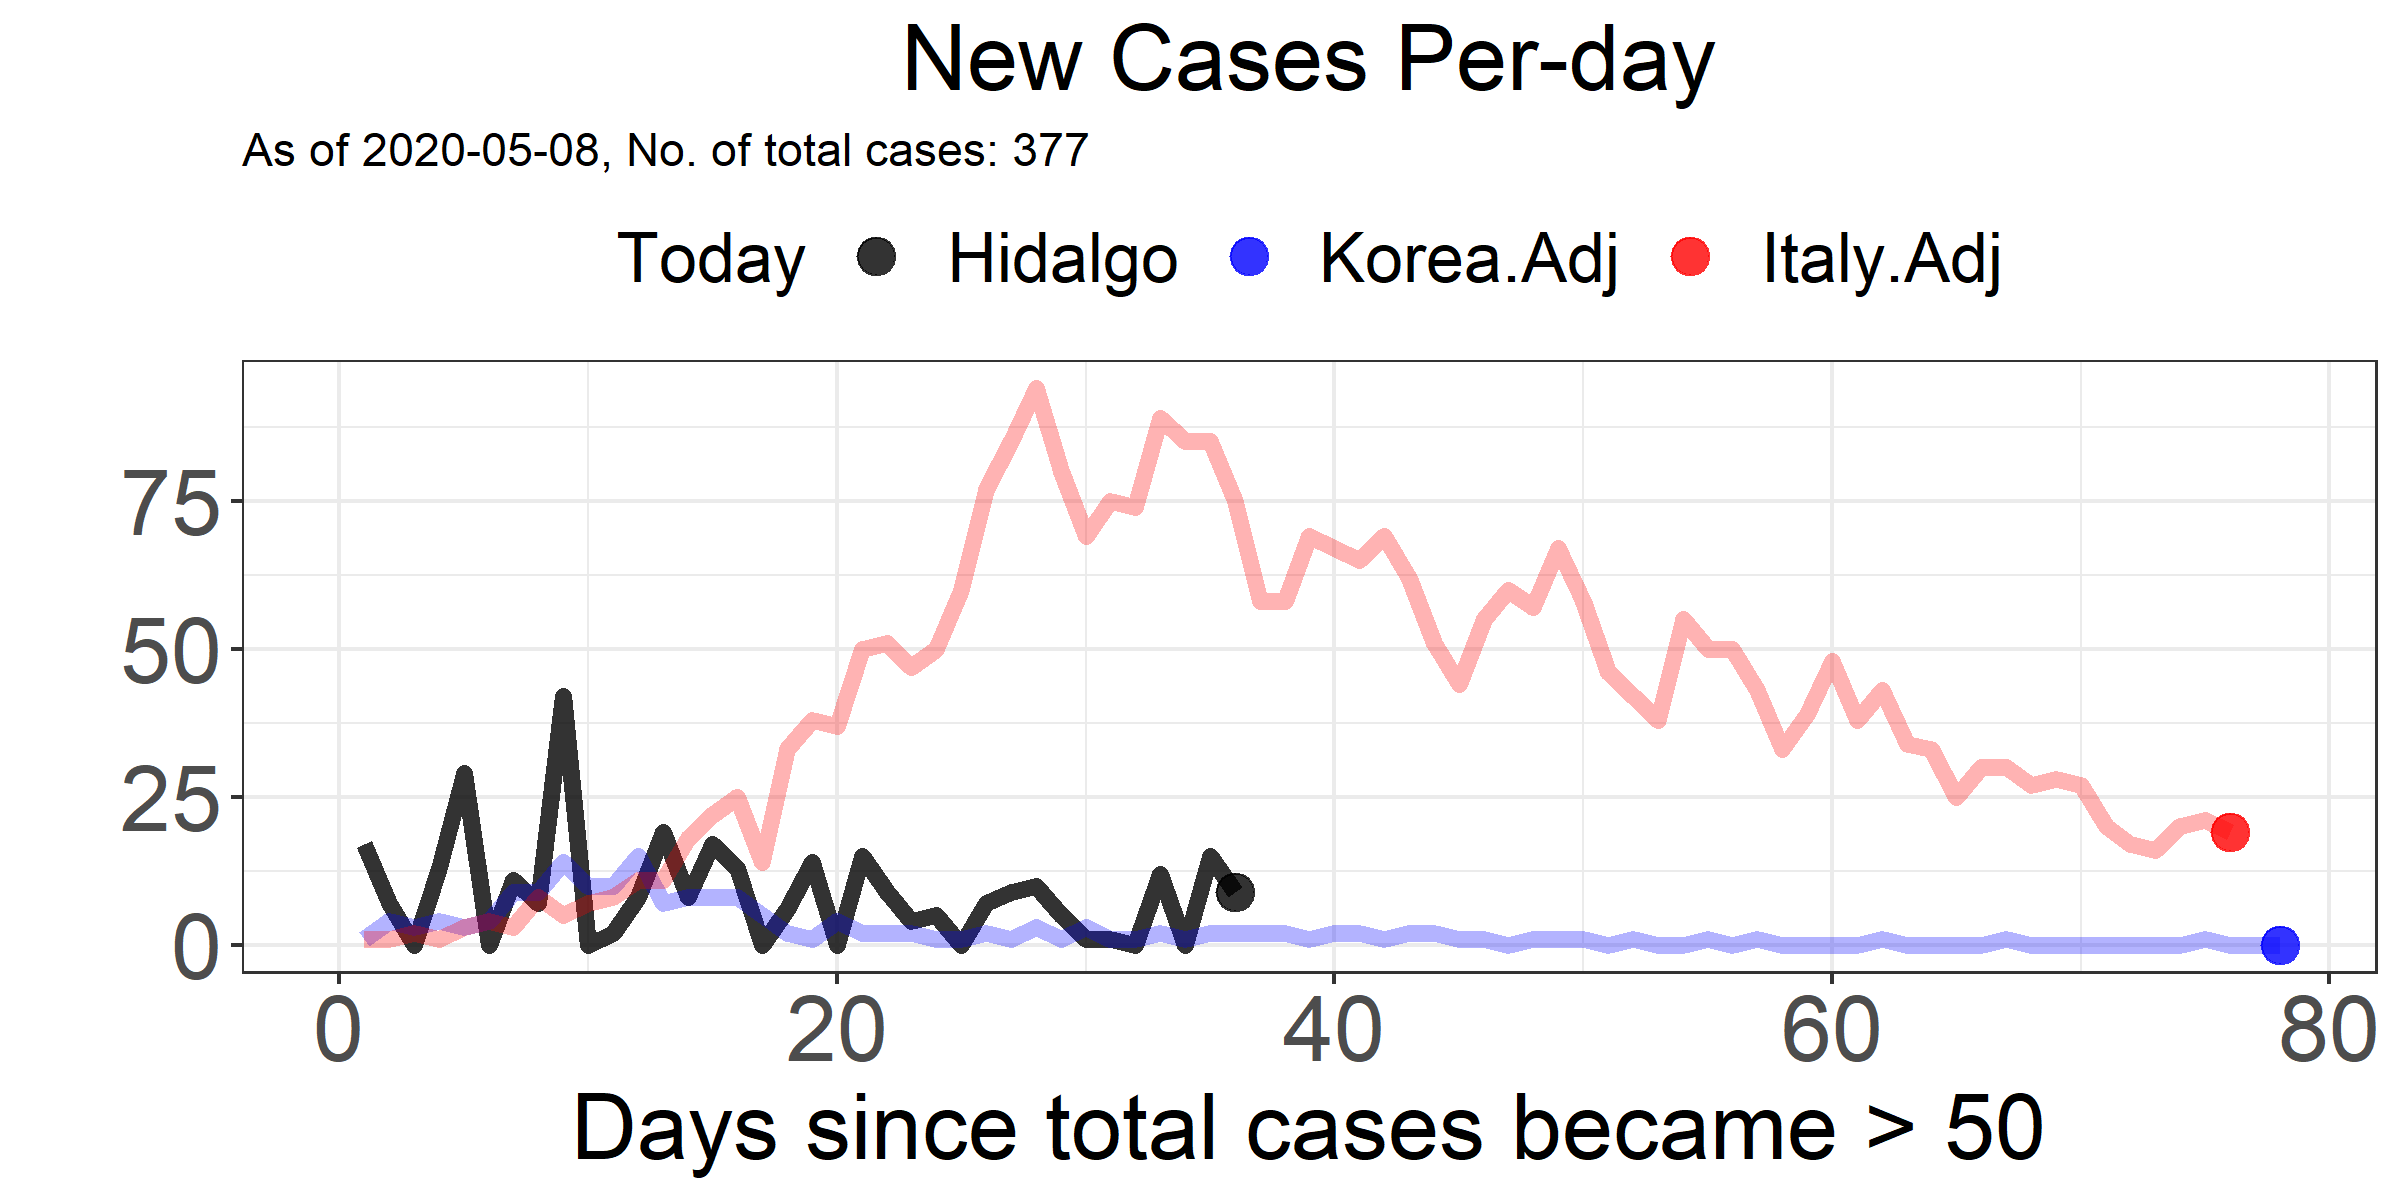 New Cases Per-day
As of 2020-05-08, No. of total cases: 377
Today Hidalgo Korea.Adj Italy.Adj
75
50
25
0
0 20 40 60 80
Days since total cases became > 50